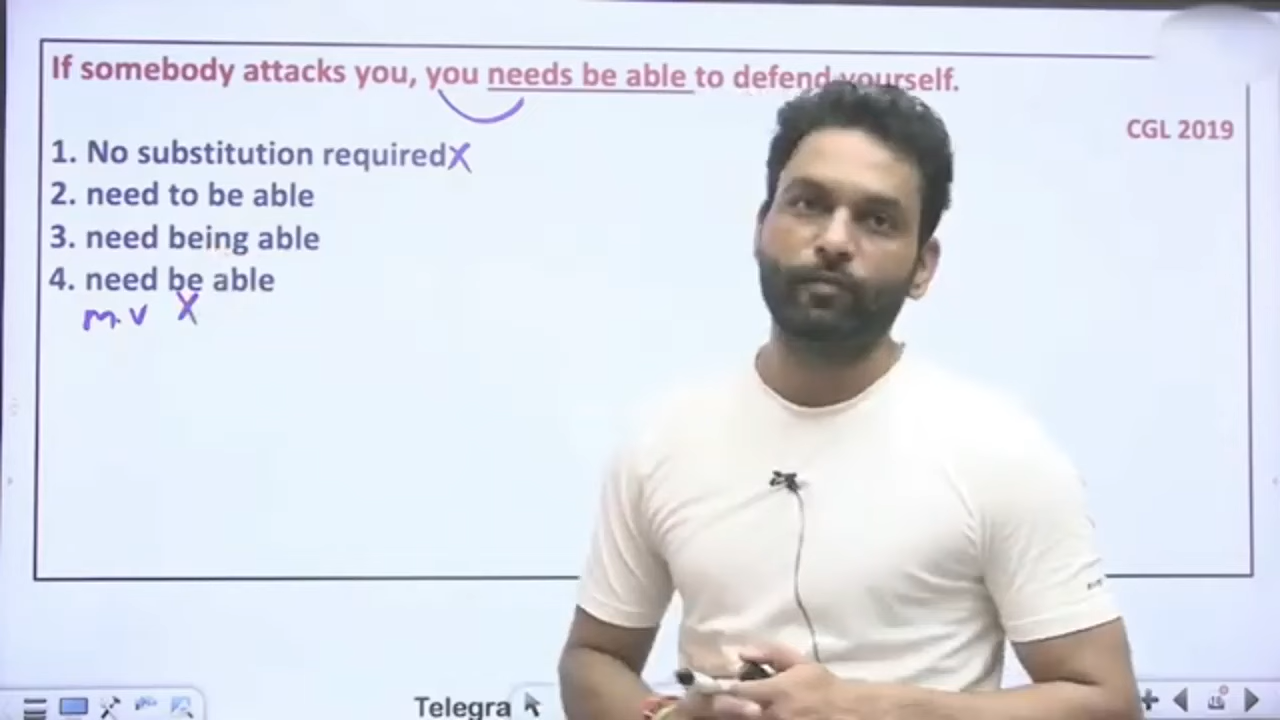 If somebody attacks you, you needs be able to defend yourself.
CGL 2019
1. No substitution required X
2. need to be able
3. need being able
4. need be able
m.v X
Telegra